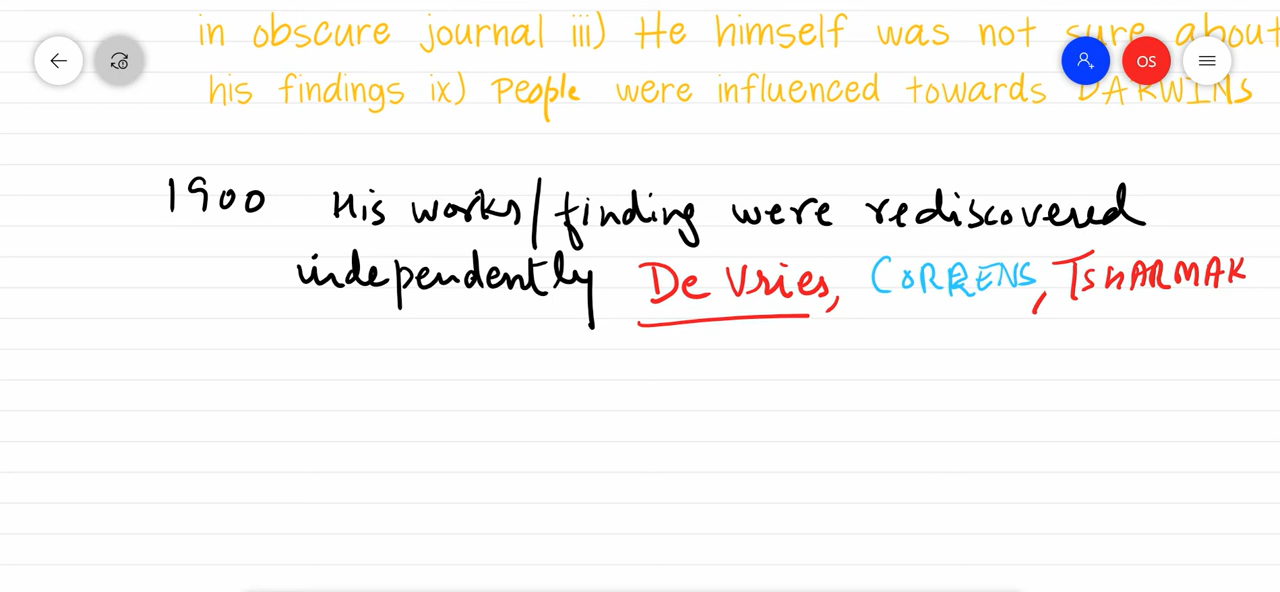 in obscure journal iii) He himself was not sure about
his findings ix) People were influenced towards DARWINS
OS
1900 His works/finding were rediscovered
independently De Vries, CORRENS, TSHARMAK